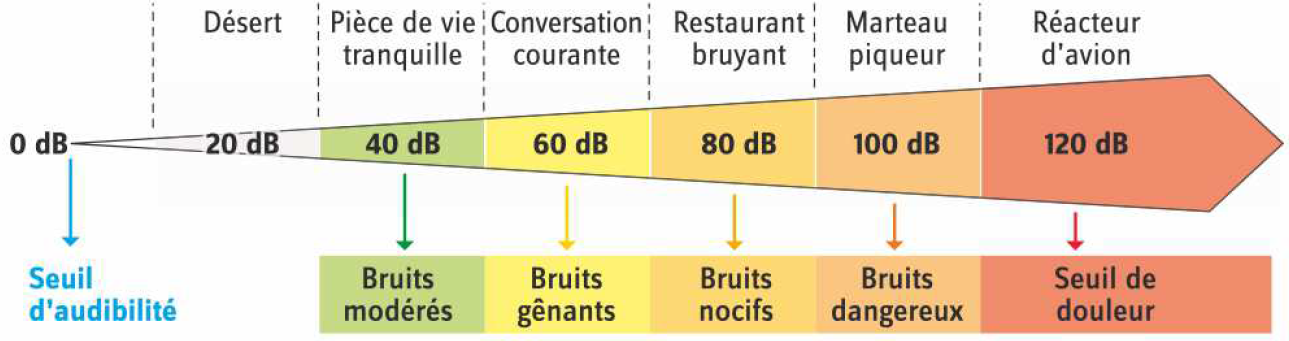 Désert
Pièce de vie
tranquille
Conversation
courante
Restaurant
bruyant
Marteau
piqueur
Réacteur
d'avion
0 dB
20 dB
40 dB
60 dB
80 dB
100 dB
120 dB
Seuil
d'audibilité
Bruits
modérés
Bruits
gênants
Bruits
nocifs
Bruits
dangereux
Seuil de
douleur